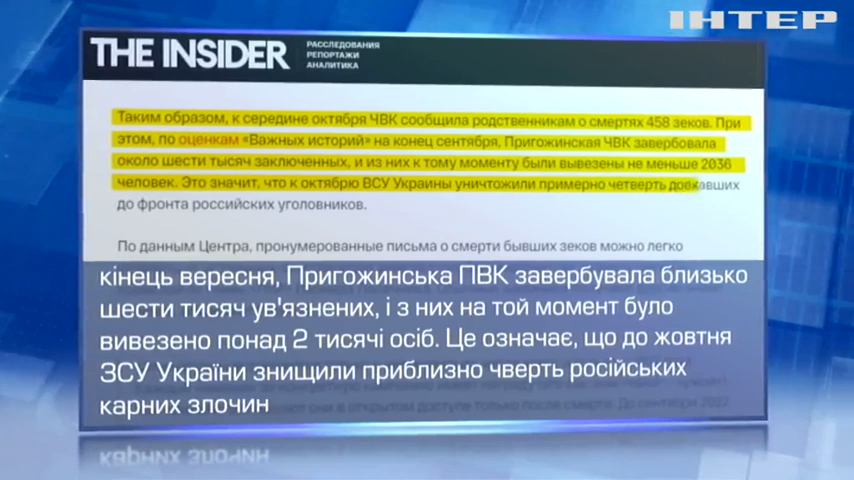 ІНТЕР
THE INSIDER
РАССЛЕДОВАНИЯ
РЕПОРТАЖИ
АНАЛИТИКА
Таким образом, к середине октября ЧВК сообщила родственникам о смертях 458 зеков. При
этом, по оценкам «Важных историй» на конец сентября, Пригожинская ЧВК завербовала
около шести тысяч заключенных, и из них к тому моменту были вывезены не меньше 2036
человек. Это значит, что к октябрю ВСУ Украины уничтожили примерно четверть доехавших
до фронта российских уголовников.
По данным Центра, пронумерованные письма о смерти бывших зеков можно легко
кінець вересня, Пригожинська ПВК завербувала близько
шести тисяч ув'язнених, і з них на той момент було
вивезено понад 2 тисячі осіб. Це означає, що до жовтня
ЗСУ України знищили приблизно чверть російських
карних злочин